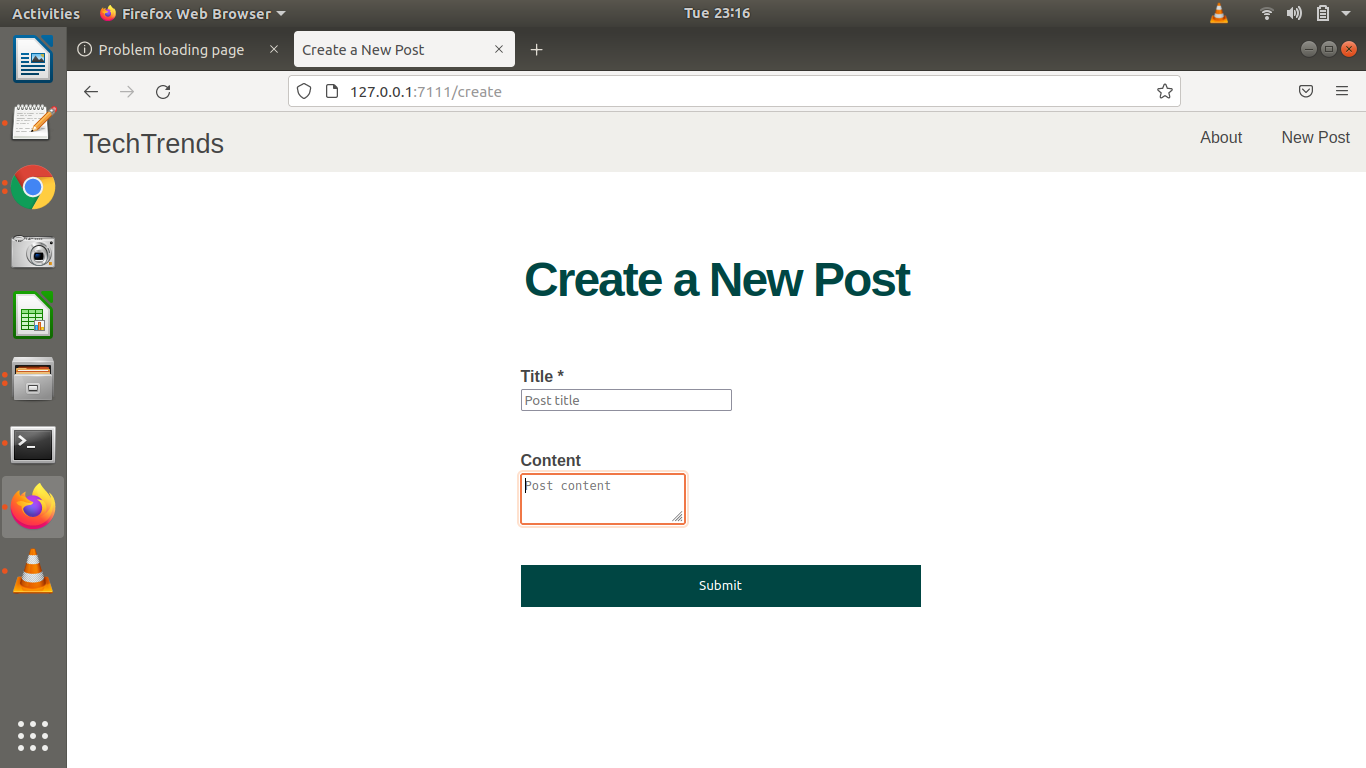 Activities
Firefox Web Browser
Tue 23:16
Problem loading page
Create a New Post
127.0.0.1:7111/create
TechTrends
About
New Post
Create a New Post
Title *
Post title
Content
Post content
Submit